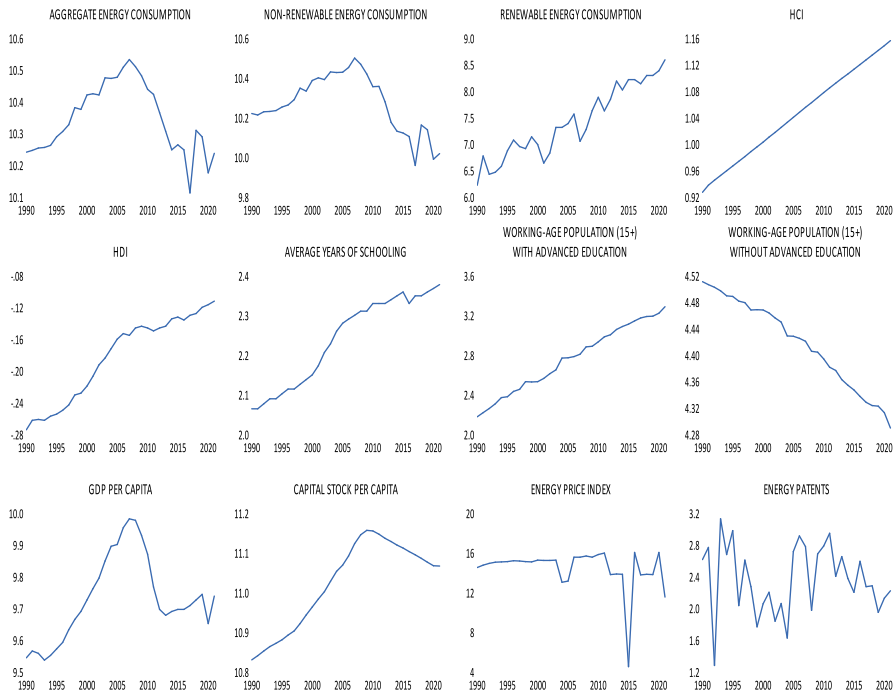 AGGREGATE ENERGY CONSUMPTION
10.6
10.5
10.4
10.3
10.2
10.1
1990 1995 2000 2005 2010 2015 2020
NON-RENEWABLE ENERGY CONSUMPTION
10.6
10.4
10.2
10.0
9.8
1990 1995 2000 2005 2010 2015 2020
RENEWABLE ENERGY CONSUMPTION
9.0
8.5
8.0
7.5
7.0
6.5
6.0
1990 1995 2000 2005 2010 2015 2020
HCI
1.16
1.12
1.08
1.04
1.00
0.96
0.92
1990 1995 2000 2005 2010 2015 2020
HDI
-.08
-.12
-.16
-.20
-.24
-.28
1990 1995 2000 2005 2010 2015 2020
AVERAGE YEARS OF SCHOOLING
2.4
2.3
2.2
2.1
2.0
1990 1995 2000 2005 2010 2015 2020
WORKING-AGE POPULATION (15+)
WITH ADVANCED EDUCATION
3.6
3.2
2.8
2.4
2.0
1990 1995 2000 2005 2010 2015 2020
WORKING-AGE POPULATION (15+)
WITHOUT ADVANCED EDUCATION
4.52
4.48
4.44
4.40
4.36
4.32
4.28
1990 1995 2000 2005 2010 2015 2020
GDP PER CAPITA
10.0
9.9
9.8
9.7
9.6
9.5
1990 1995 2000 2005 2010 2015 2020
CAPITAL STOCK PER CAPITA
11.2
11.1
11.0
10.9
10.8
1990 1995 2000 2005 2010 2015 2020
ENERGY PRICE INDEX
20
16
12
8
4
1990 1995 2000 2005 2010 2015 2020
ENERGY PATENTS
3.2
2.8
2.4
2.0
1.6
1.2
1990 1995 2000 2005 2010 2015 2020